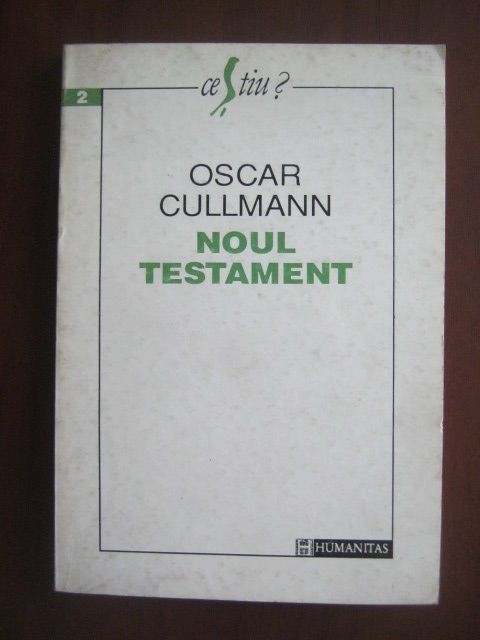 2
ce Știu?
OSCAR
CULLMANN
NOUL
TESTAMENT
HUMANITAS